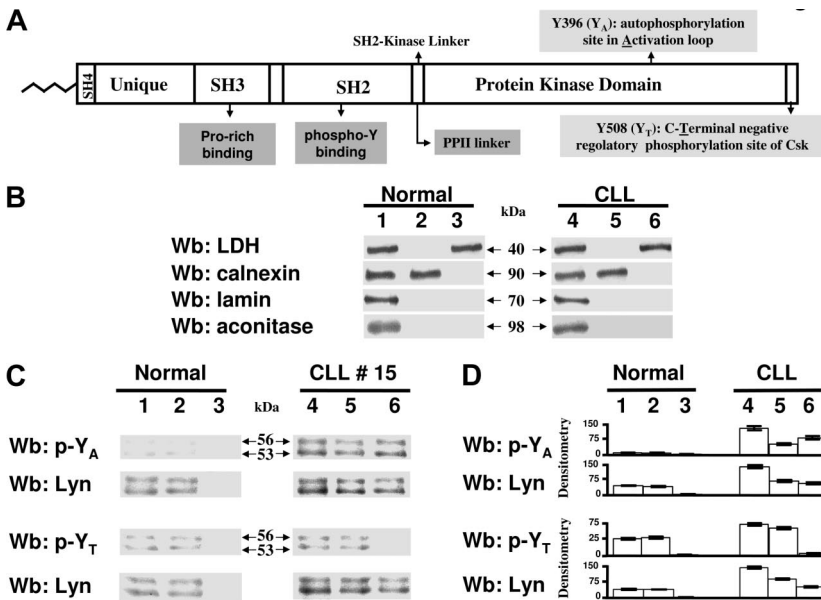 A
SH2-Kinase Linker
Y396 (YA): autophosphorylation
site in Activation loop
SH4
Unique
SH3
SH2
Protein Kinase Domain
Pro-rich
binding
phospho-Y
binding
PPII linker
Y508 (YT): C-Terminal negative
regolatory phosphorylation site of Csk
B
Normal
CLL
1 2 3 kDa 4 5 6
Wb: LDH 40
Wb: calnexin 90
Wb: lamin 70
Wb: aconitase 98
C
Normal
CLL # 15
1 2 3 kDa 4 5 6
Wb: p-YA 56
53
Wb: Lyn
Wb: p-YT 56
53
Wb: Lyn
D
Normal
CLL
1 2 3 4 5 6
Wb: p-YA
Densitometry
150
75
0
Wb: Lyn
150
75
0
Wb: p-YT
Densitometry
75
25
0
Wb: Lyn
150
75
0